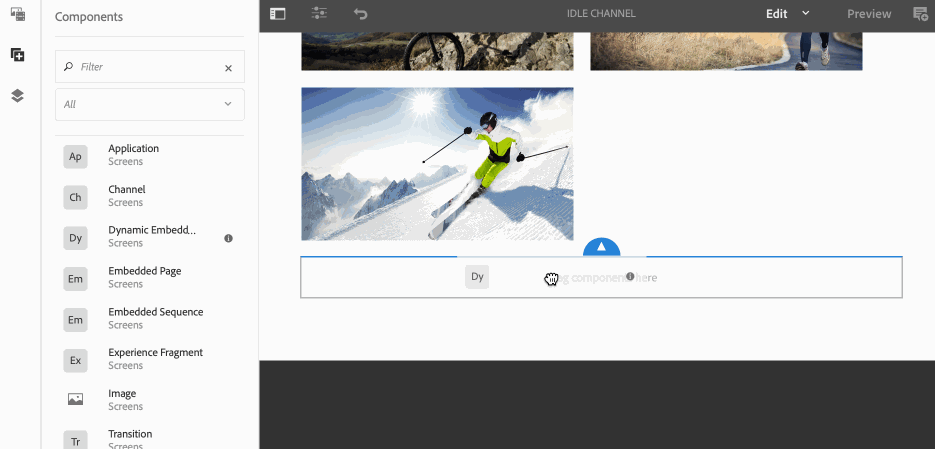 Components
Filter
All
Ap
Application
Screens
Ch
Channel
Screens
Dy
Dynamic Embedd...
Screens
Em
Embedded Page
Screens
Em
Embedded Sequence
Screens
Ex
Experience Fragment
Screens
Image
Screens
Tr
Transition
Screens
IDLE CHANNEL
Edit
Preview
Dy
components here